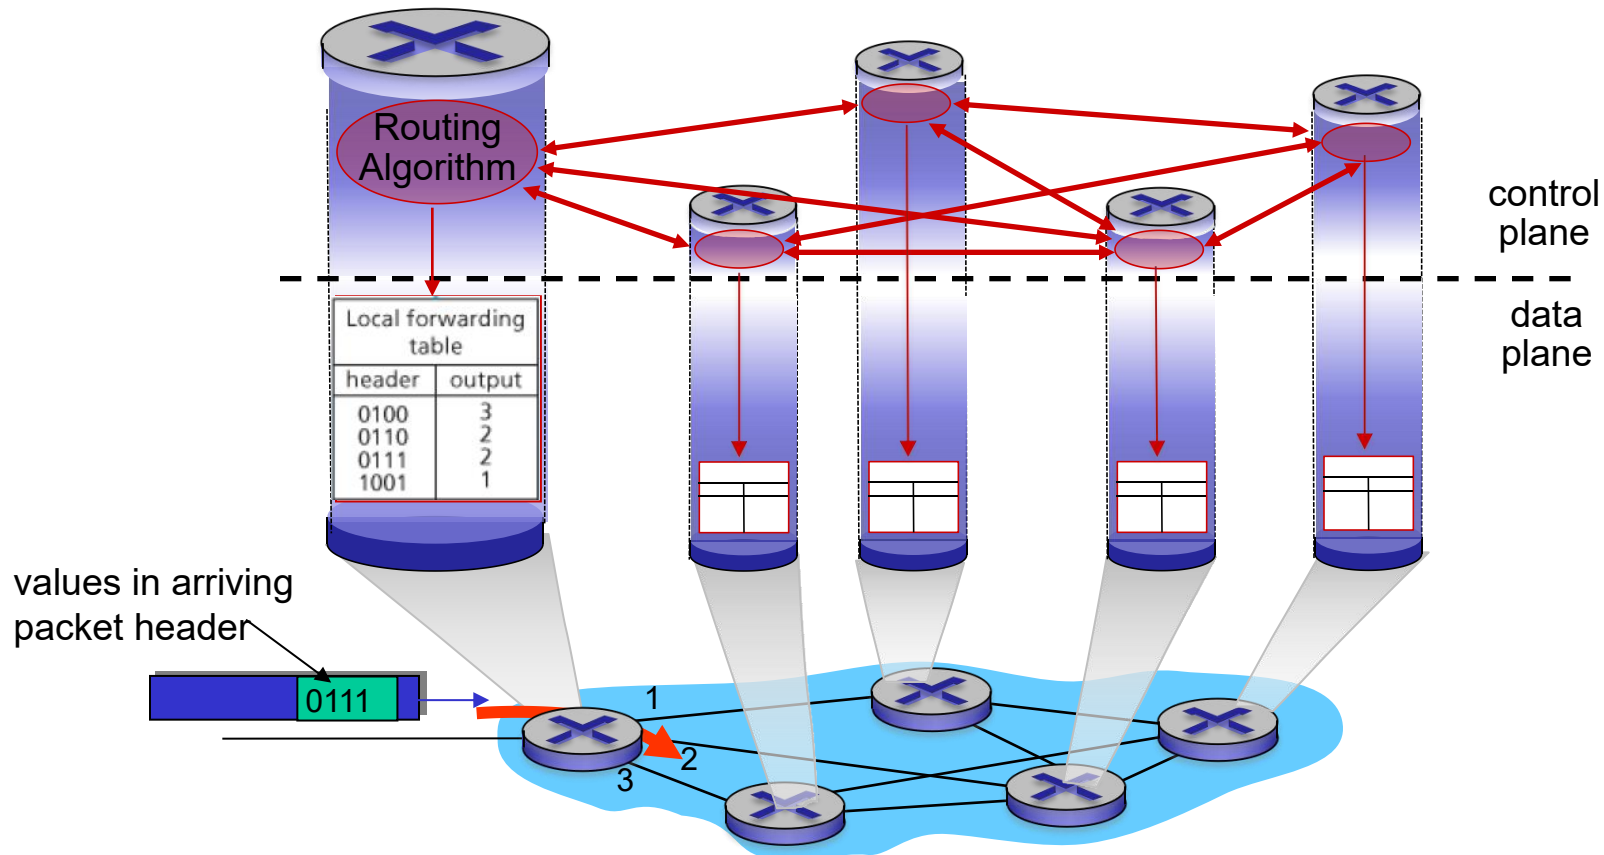 Routing
Algorithm
control
plane
data
plane
Local forwarding
table
header output
0100 3
0110 2
0111 2
1001 1
values in arriving
packet header
0111
1
2
3